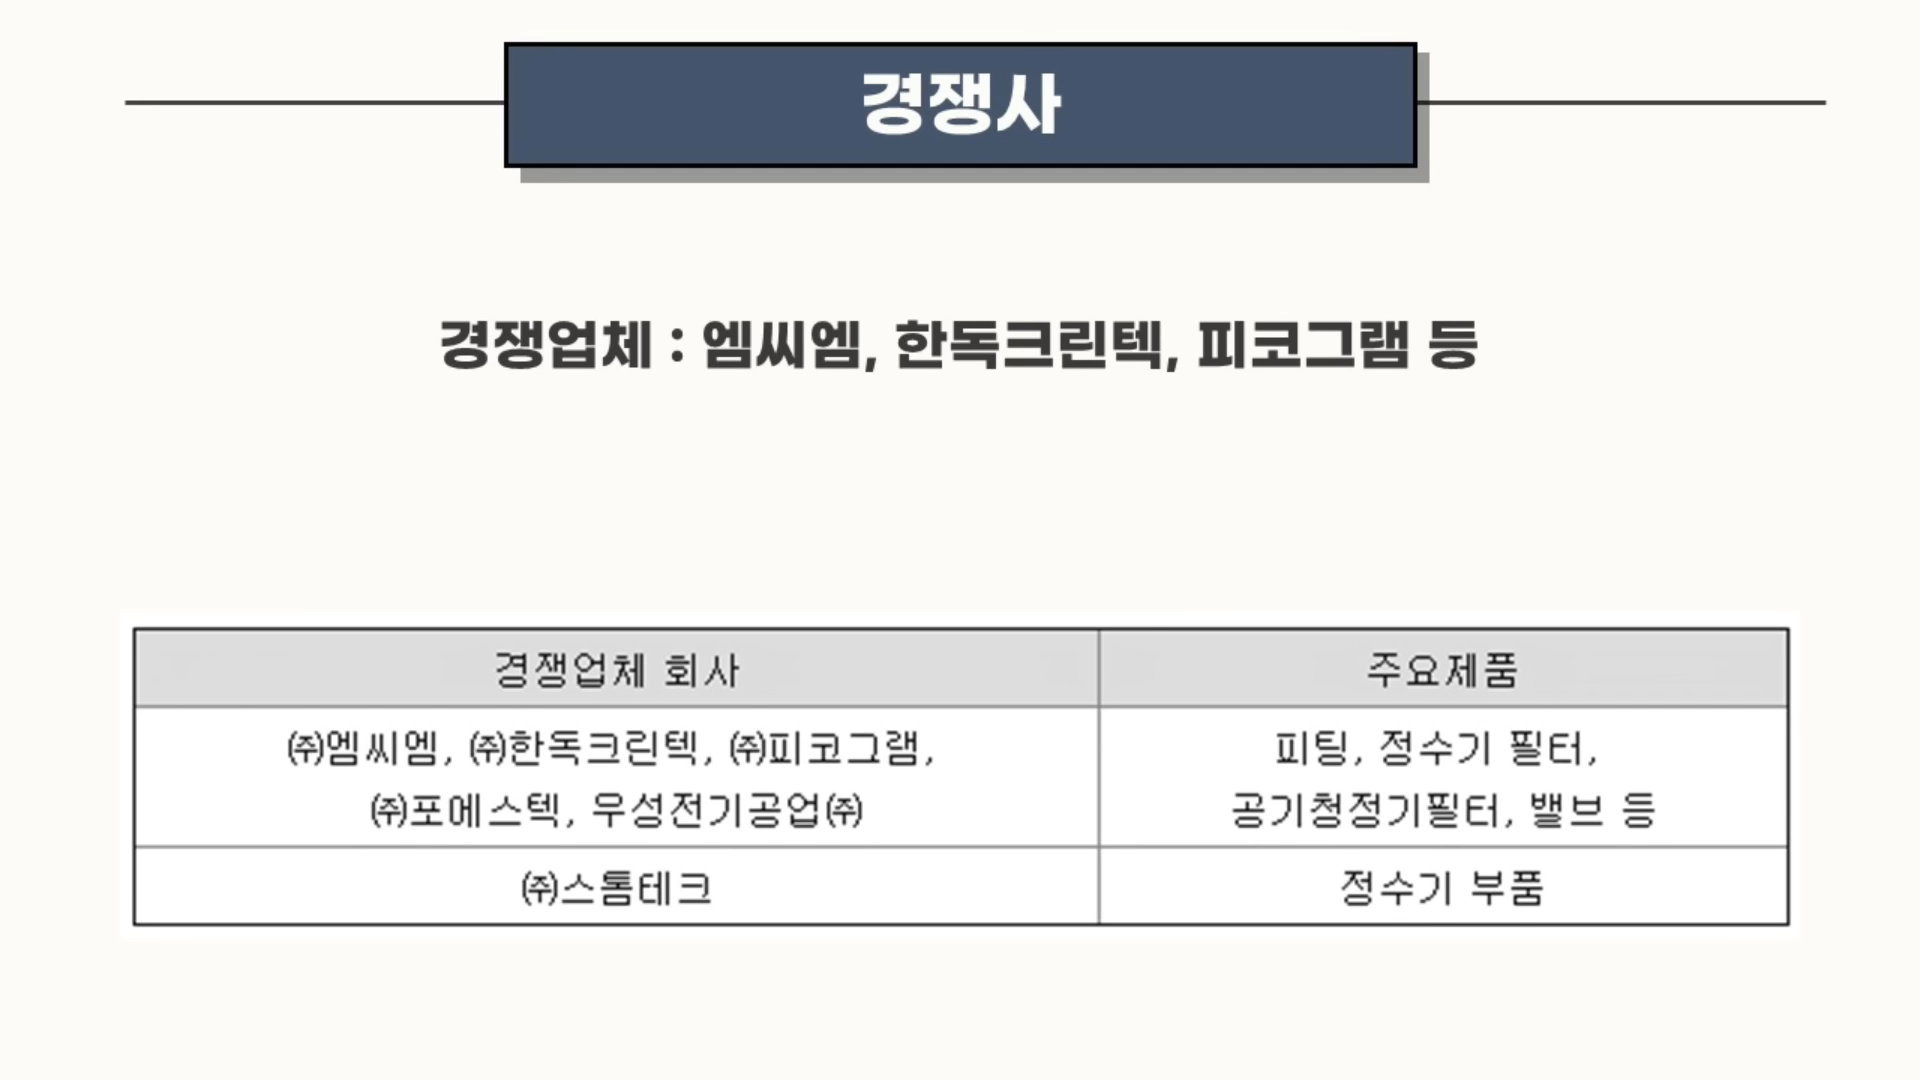 경쟁사
경쟁업체 : 엠씨엠, 한독크린텍, 피코그램 등
경쟁업체 회사
주요제품
㈜엠씨엠, ㈜한독크린텍, ㈜피코그램,
㈜포에스텍, 우성전기공업㈜
피팅, 정수기 필터,
공기청정기필터, 밸브 등
㈜스톰테크
정수기 부품